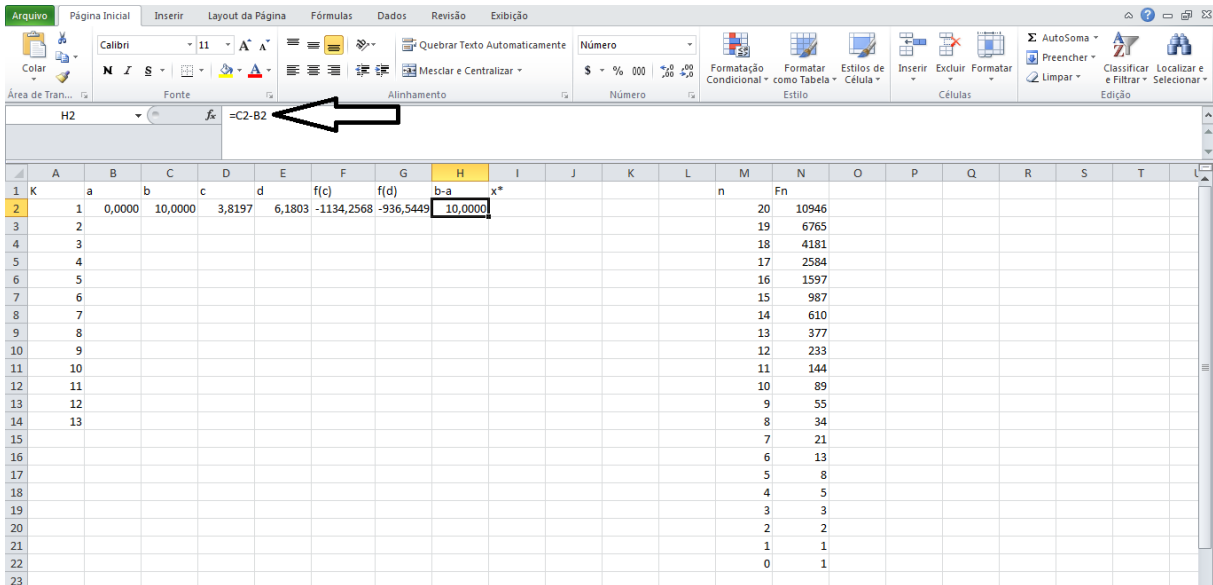 Arquivo Página Inicial Inserir Layout da Página Fórmulas Dados Revisão Exibição
Colar
Área de Tran...
Calibri 11
N I S
A A
Fonte
Quebrar Texto Automaticamente
Mesclar e Centralizar
Alinhamento
Número
$ % 000 ,00 ,00
Número
Formatação Condicional
Formatar como Tabela
Estilos de Célula
Estilo
Inserir Excluir Formatar
Células
Σ AutoSoma
Preencher
Limpar
Classificar e Filtrar
Localizar e Selecionar
Edição
H2 fx =C2-B2
A B C D E F G H I J K L M N O P Q R S T U
1 K a b c d f(c) f(d) b-a x* n Fn
2 1 0,0000 10,0000 3,8197 6,1803 -1134,2568 -936,5449 10,0000 20 10946
3 2 19 6765
4 3 18 4181
5 4 17 2584
6 5 16 1597
7 6 15 987
8 7 14 610
9 8 13 377
10 9 12 233
11 10 11 144
12 11 10 89
13 12 9 55
14 13 8 34
15 7 21
16 6 13
17 5 8
18 4 5
19 3 3
20 2 2
21 1 1
22 0 1
23